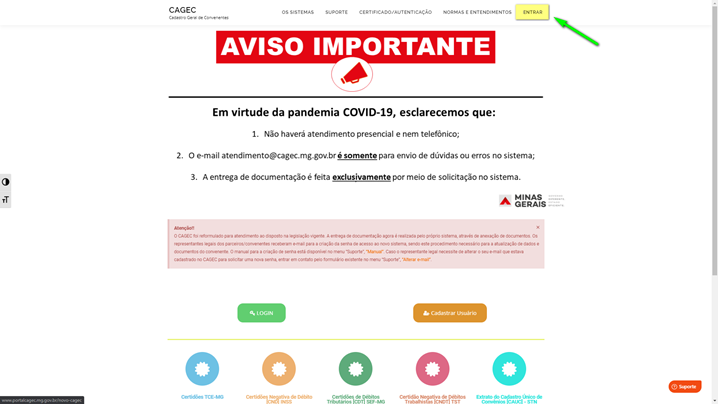 CAGEC
Cadastro Geral de Convenentes
OS SISTEMAS SUPORTE CERTIFICADO/AUTENTICAÇÃO NORMAS E ENTENDIMENTOS ENTRAR
AVISO IMPORTANTE
Em virtude da pandemia COVID-19, esclarecemos que:
1. Não haverá atendimento presencial e nem telefônico;
2. O e-mail atendimento@cagec.mg.gov.br é somente para envio de dúvidas ou erros no sistema;
3. A entrega de documentação é feita exclusivamente por meio de solicitação no sistema.
MINAS
GERAIS
Atenção!! ×
O CAGEC foi reformulado para atendimento ao disposto na legislação vigente. A entrega de documentação agora é realizada pelo próprio sistema, através de anexação de documentos. Os
representantes legais dos parceiros/convenentes receberam e-mail para a criação da senha de acesso ao novo sistema, sendo este procedimento necessário para a atualização de dados e
documentos do convenente. O manual para a criação de senha está disponível no menu "Suporte", "Manual". Caso o representante legal necessite de alterar o seu e-mail que estava
cadastrado no CAGEC para solicitar uma nova senha, entrar em contato pelo formulário existente no menu "Suporte", "Alterar e-mail".
LOGIN
Cadastrar Usuário
Certidões TCE-MG
Certidões Negativa de Débito
(CND) INSS
Certidões de Débitos
Tributários (CDT) SEF-MG
Certidão Negativa de Débitos
Trabalhistas (CNDT) TST
Extrato do Cadastro Único de
Convênios (CAUC) - STN
Suporte
www.portalcagec.mg.gov.br/novo-cagec